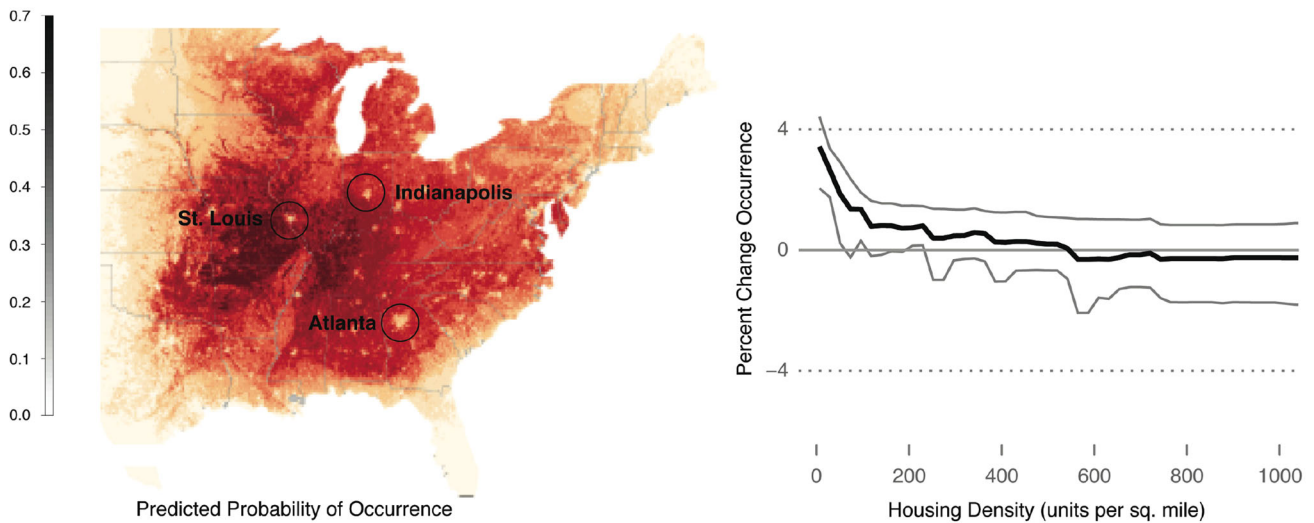 0.7
0.6
0.5
0.4
0.3
0.2
0.1
0.0
Indianapolis
St. Louis
Atlanta
Predicted Probability of Occurrence
Percent Change Occurrence
4
0
−4
0 200 400 600 800 1000
Housing Density (units per sq. mile)